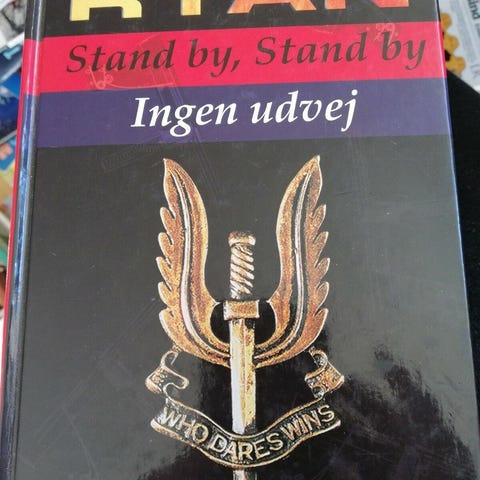 RYAN
Stand by, Stand by
Ingen udvej
WHO DARES WINS